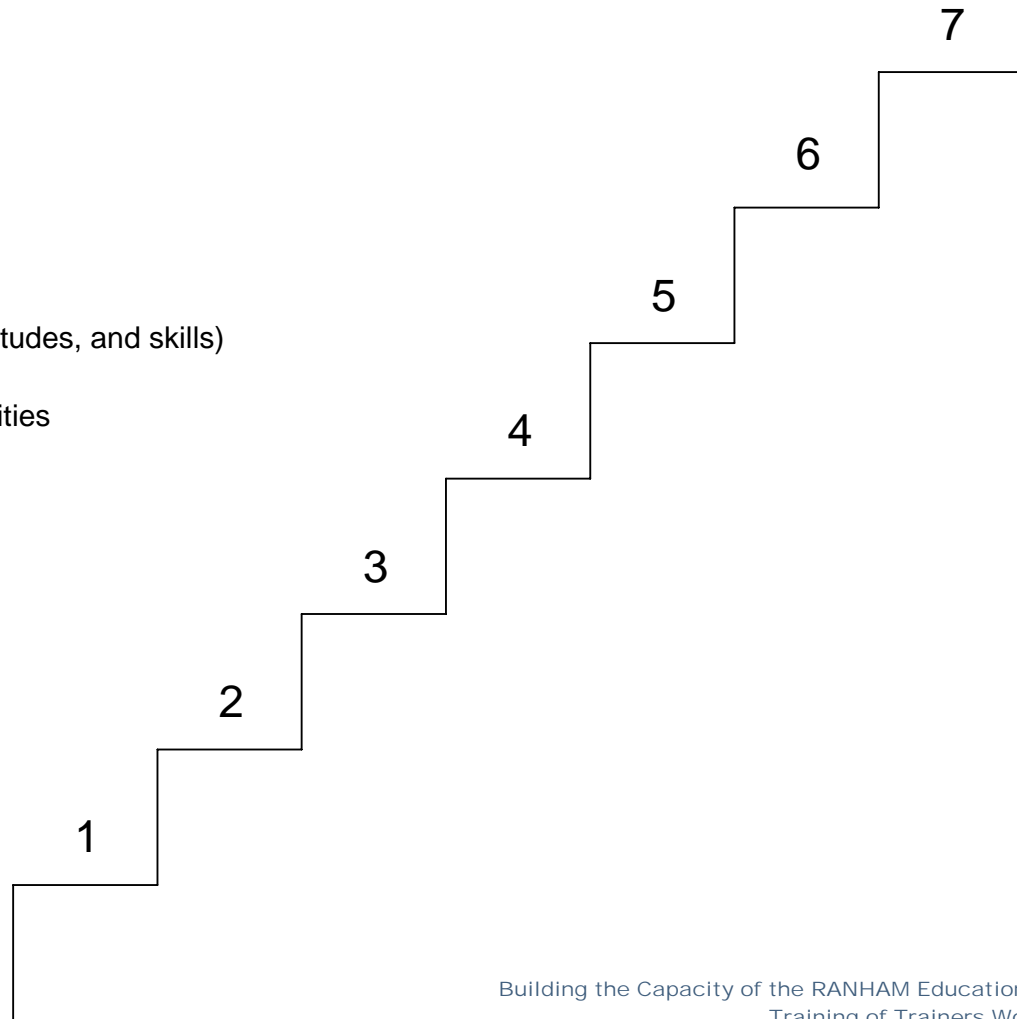 7
6
5
tudes, and skills)
ities
4
3
2
1
Building the Capacity of the RANHAM Education
Training of Trainers Wo